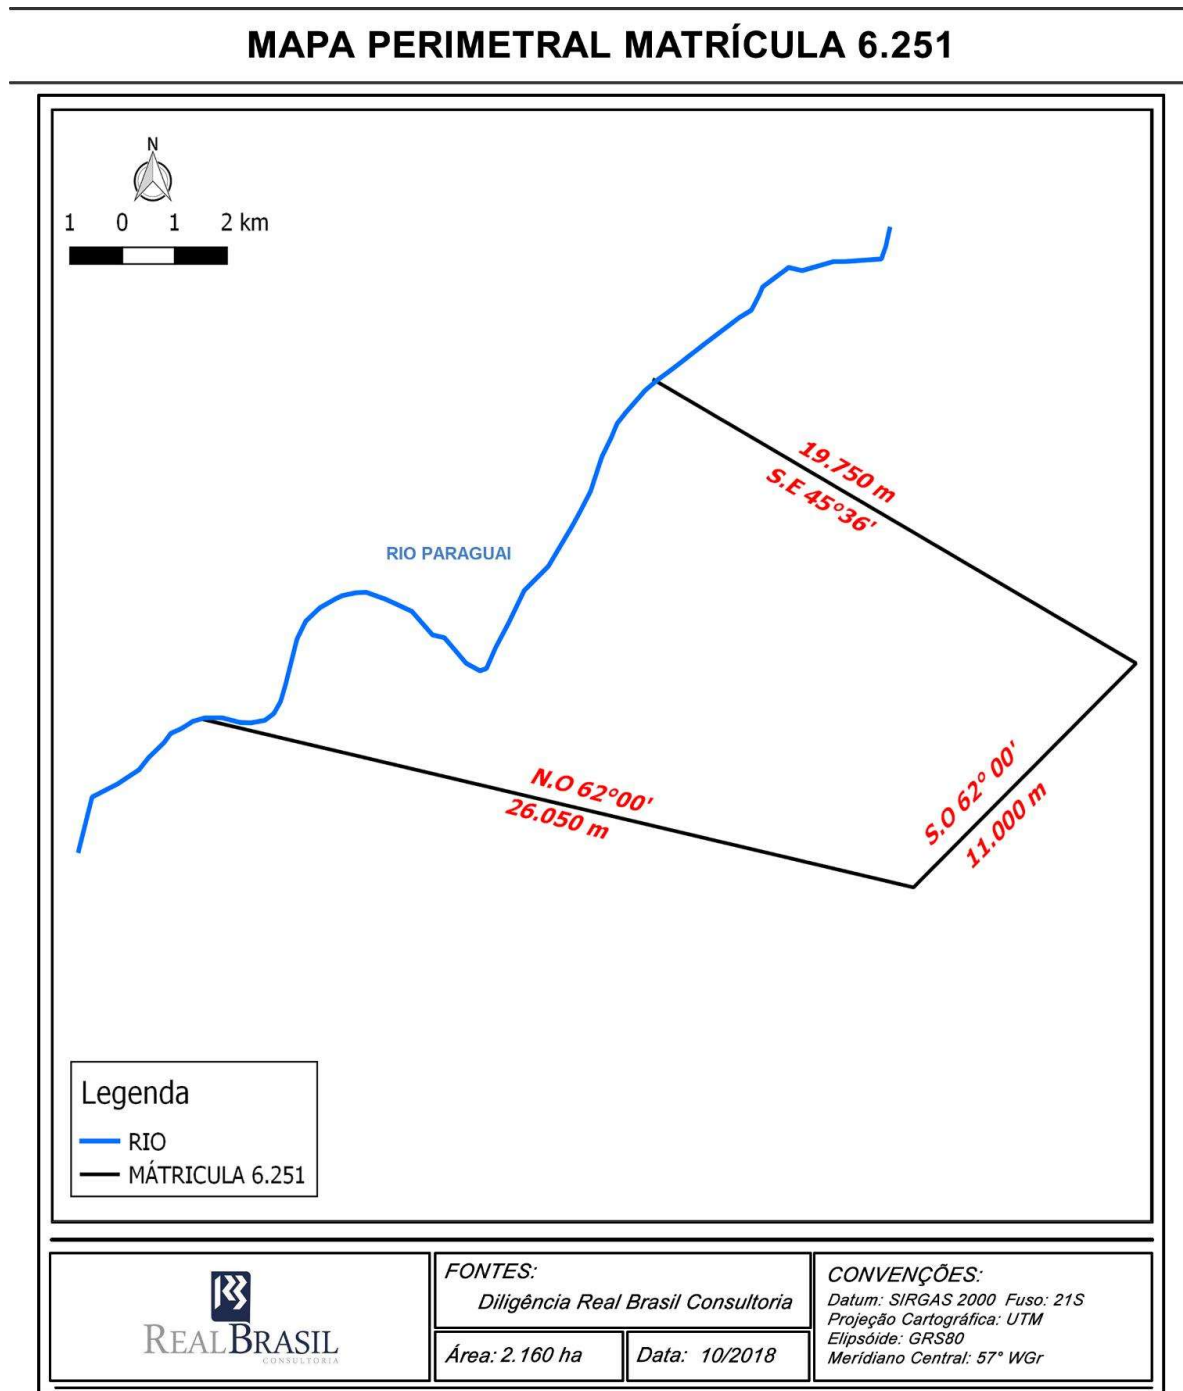 MAPA PERIMETRAL MATRÍCULA 6.251
N
1 0 1 2 km
19.750 m
S.E 45°36'
RIO PARAGUAI
N.O 62°00'
26.050 m
S.O 62° 00'
11.000 m
Legenda
RIO
MÁTRICULA 6.251
REALBRASIL
CONSULTORIA
FONTES:
Diligência Real Brasil Consultoria
Área: 2.160 ha
Data: 10/2018
CONVENÇÕES:
Datum: SIRGAS 2000 Fuso: 21S
Projeção Cartográfica: UTM
Elipsóide: GRS80
Merídiano Central: 57° WGr